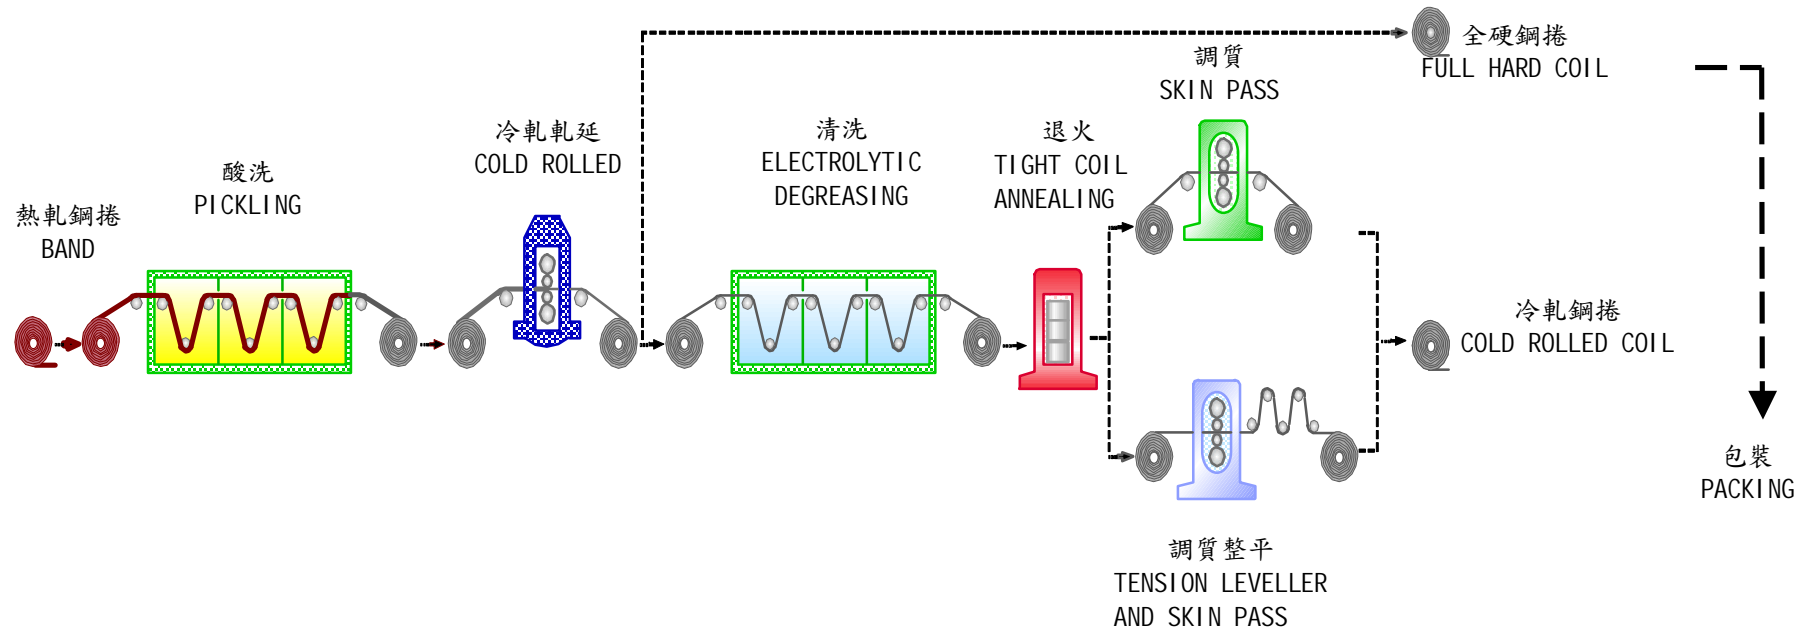 熱軋鋼捲
BAND
酸洗
PICKLING
冷軋軋延
COLD ROLLED
清洗
ELECTROLYTIC
DEGREASING
退火
TIGHT COIL
ANNEALING
調質
SKIN PASS
調質整平
TENSION LEVELLER
AND SKIN PASS
全硬鋼捲
FULL HARD COIL
冷軋鋼捲
COLD ROLLED COIL
包裝
PACKING